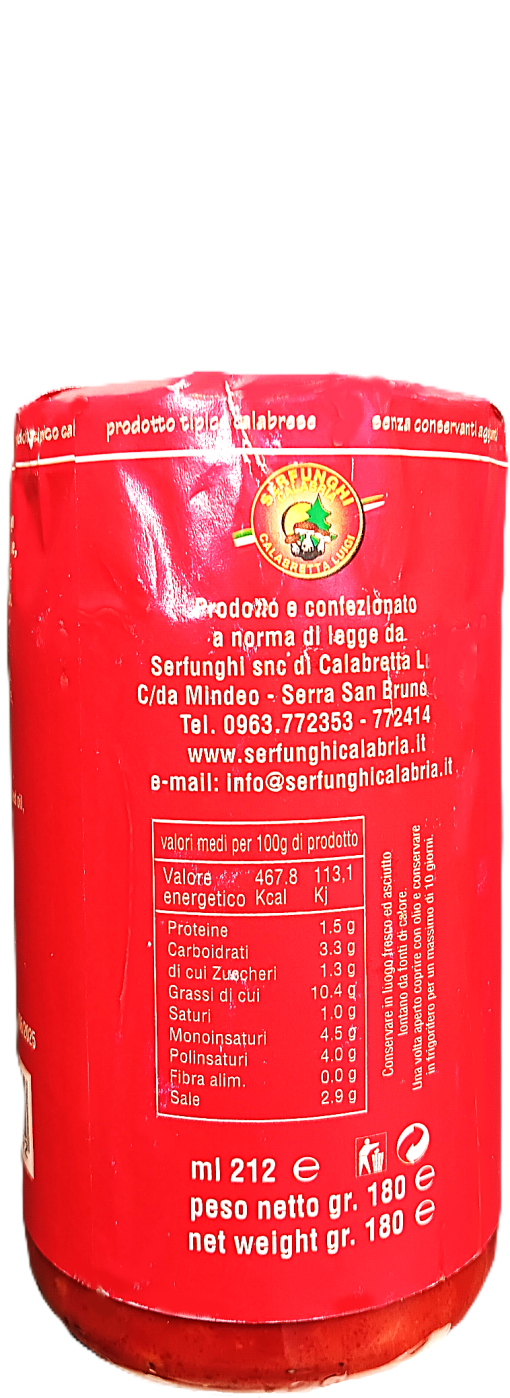 prodotto tipico calabrese
senza conservanti aggiunti
SERFUNGHI
CALABRETTA LUIGI
Prodotto e confezionato
a norma di legge da
Serfunghi snc di Calabretta L
C/da Mindeo - Serra San Bruno
Tel. 0963.772353 - 772414
www.serfunghicalabria.it
e-mail: info@serfunghicalabria.it
valori medi per 100g di prodotto
Valore 467.8 113,1
energetico Kcal Kj
Proteine 1.5 g
Carboidrati 3.3 g
di cui Zuccheri 1.3 g
Grassi di cui 10.4 g
Saturi 1.0 g
Monoinsaturi 4.5 g
Polinsaturi 4.0 g
Fibra alim. 0.0 g
Sale 2.9 g
Conservare in luogo fresco ed asciutto
lontano da fonti di calore.
Una volta aperto coprire con olio e conservare
in frigorifero per un massimo di 10 giorni.
ml 212 e
peso netto gr. 180 e
net weight gr. 180 e